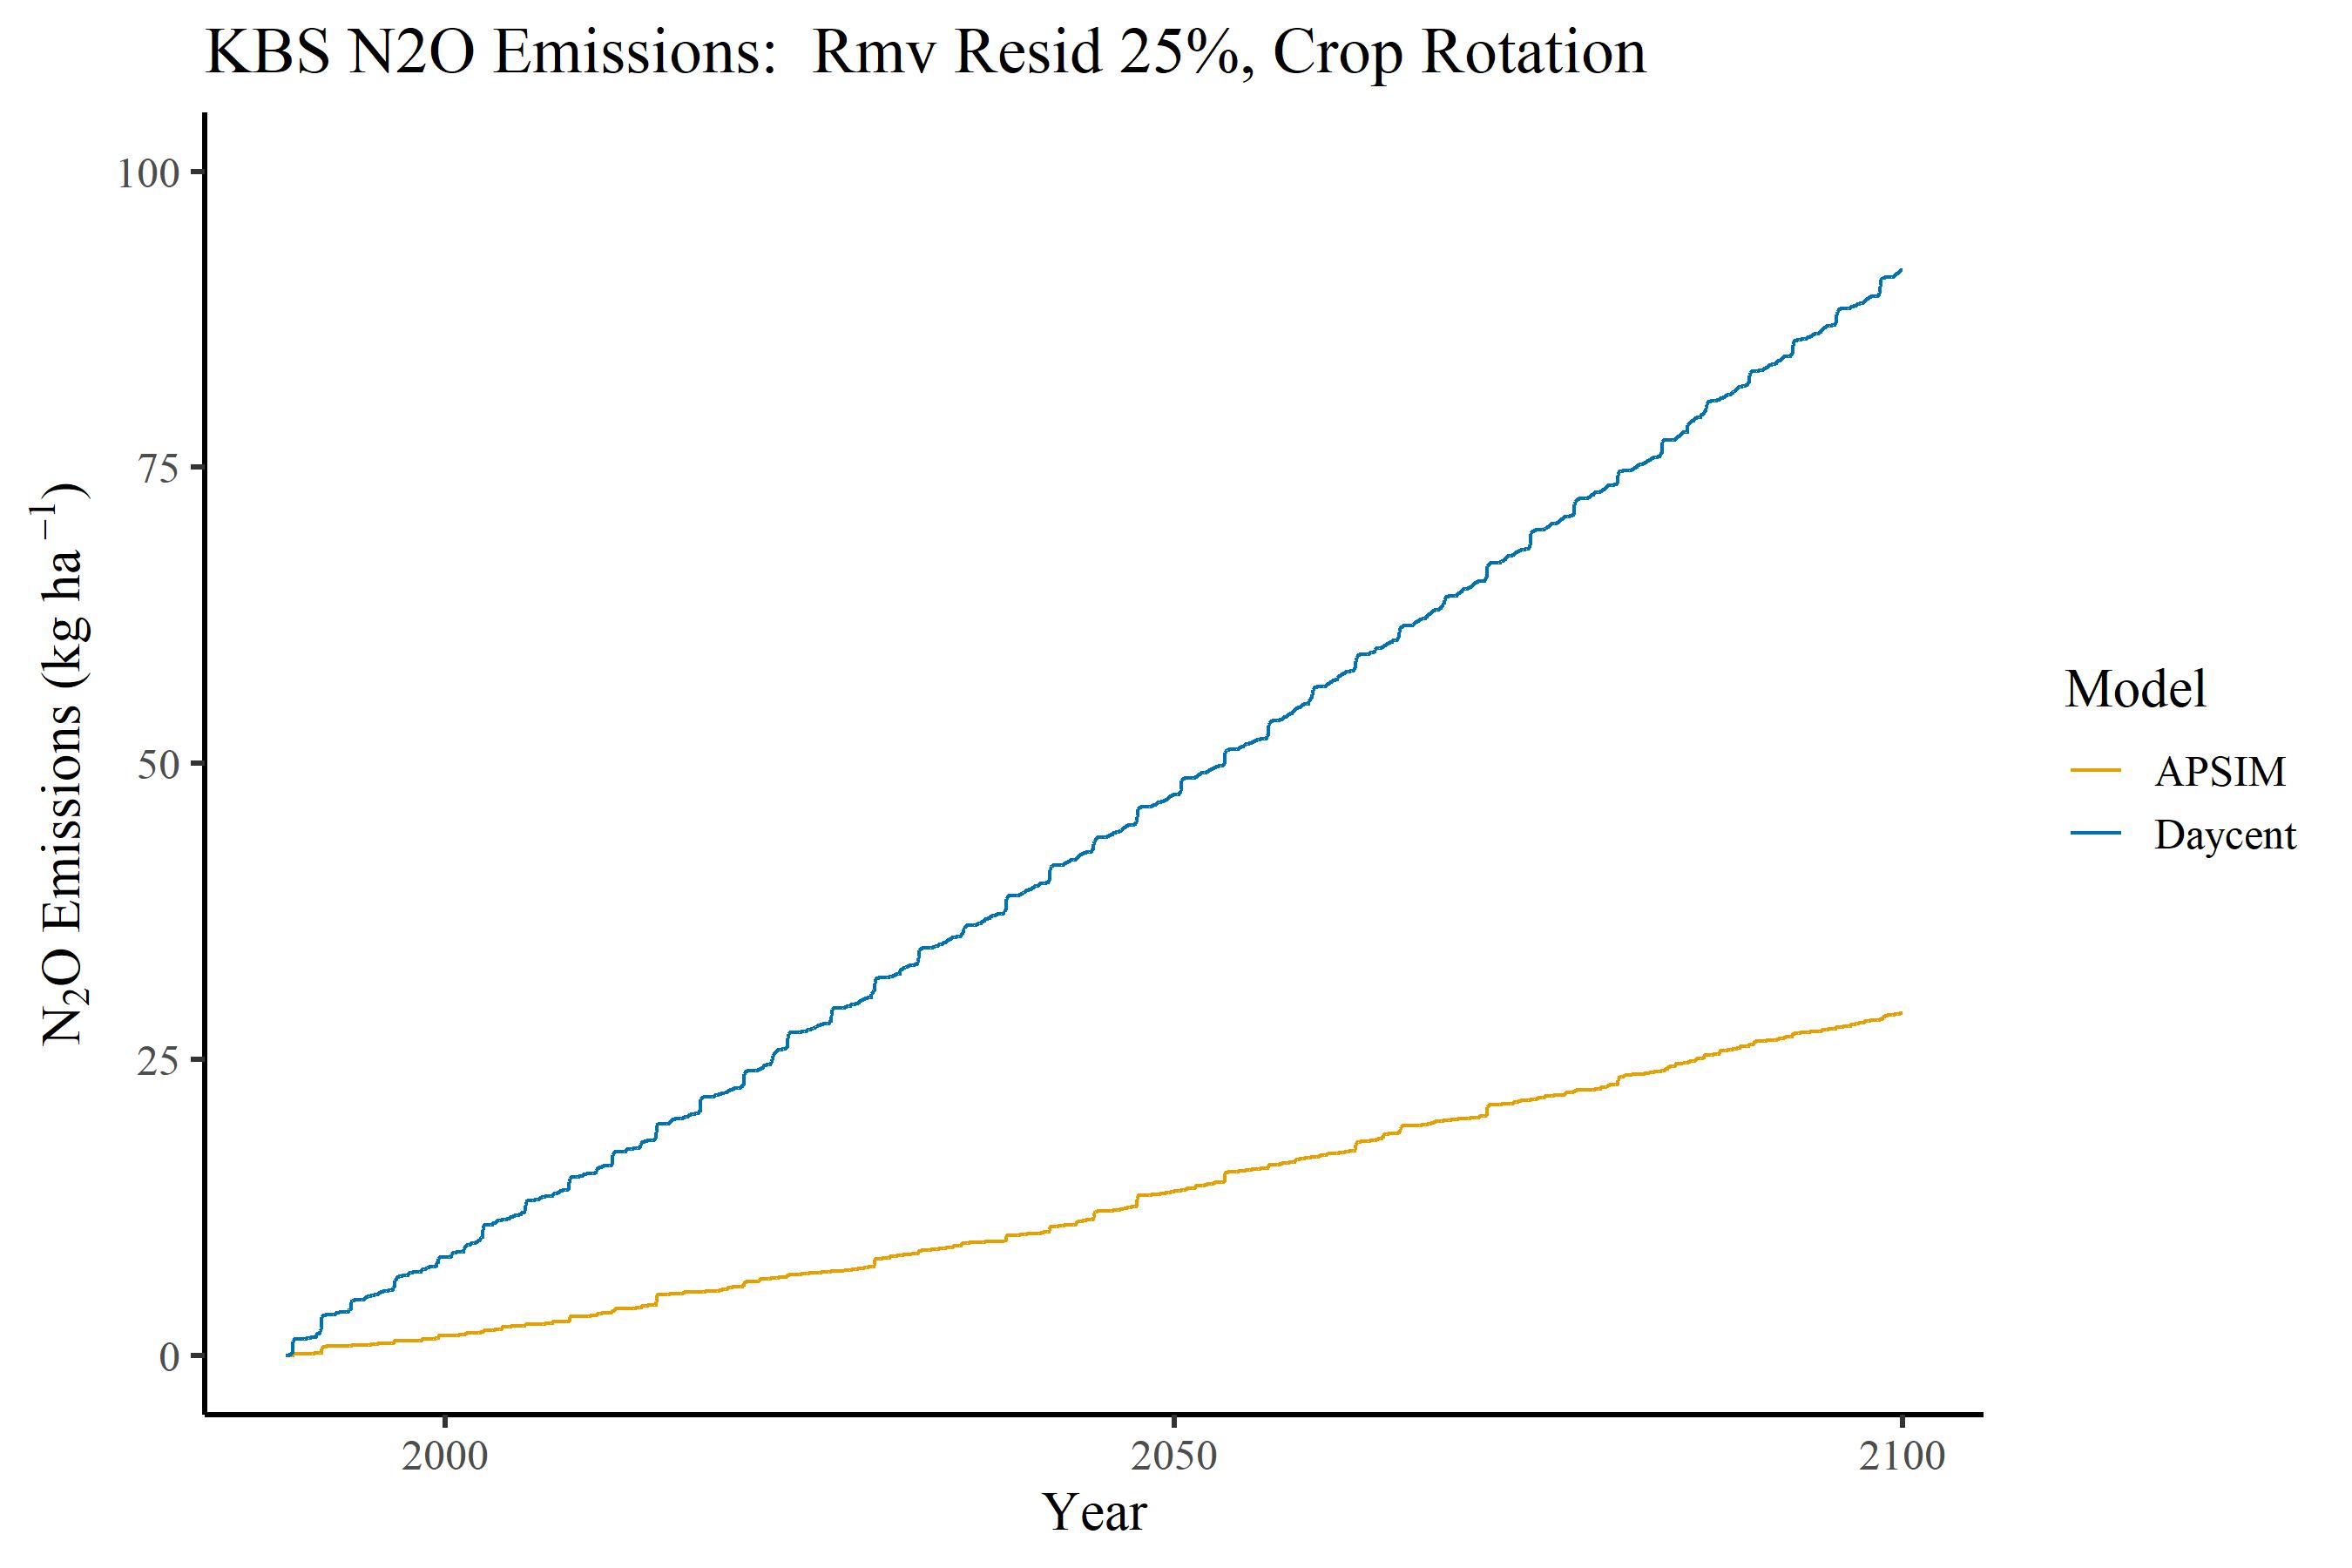 KBS N2O Emissions:  Rmv Resid 25%, Crop Rotation
N₂O Emissions (kg ha⁻¹)
100
75
50
25
0
2000 2050 2100
Year
Model
APSIM
Daycent